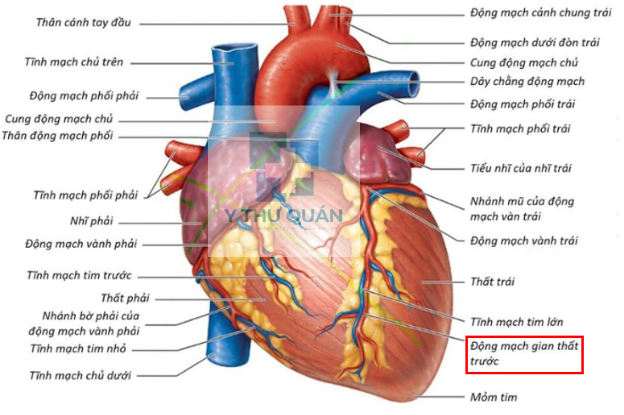 Thân cánh tay đầu
Tĩnh mạch chủ trên
Động mạch phổi phải
Cung động mạch chủ
Thân động mạch phổi
Tĩnh mạch phổi phải
Nhĩ phải
Động mạch vành phải
Tĩnh mạch tim trước
Thất phải
Nhánh bờ phải của
động mạch vành phải
Tĩnh mạch tim nhỏ
Tĩnh mạch chủ dưới
Y THƯ QUÁN
Động mạch cảnh chung trái
Động mạch dưới đòn trái
Cung động mạch chủ
Dây chằng động mạch
Động mạch phổi trái
Tĩnh mạch phổi trái
Tiểu nhĩ của nhĩ trái
Nhánh mũ của động
mạch vàn trái
Động mạch vành trái
Thất trái
Tĩnh mạch tim lớn
Động mạch gian thất
trước
Mỏm tim